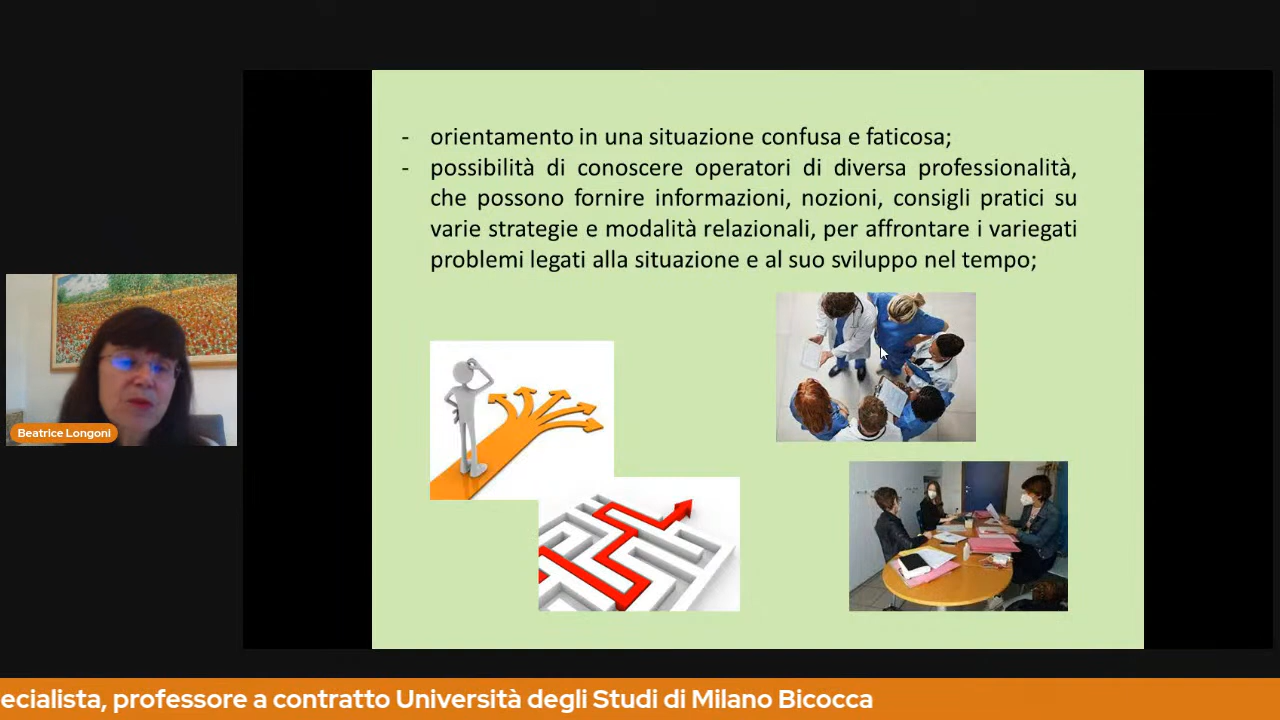 - orientamento in una situazione confusa e faticosa;
- possibilità di conoscere operatori di diversa professionalità,
che possono fornire informazioni, nozioni, consigli pratici su
varie strategie e modalità relazionali, per affrontare i variegati
problemi legati alla situazione e al suo sviluppo nel tempo;
Beatrice Longoni
ecialista, professore a contratto Università degli Studi di Milano Bicocca